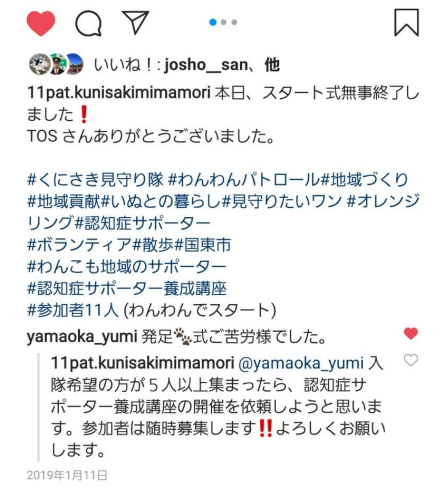 いいね！: josho__san、他
11pat.kunisakimimamori 本日、スタート式無事終了し
ました❗
TOS さんありがとうございました。
#くにさき見守り隊 #わんわんパトロール#地域づくり
#地域貢献#いぬとの暮らし#見守りたいワン #オレンジ
リング#認知症サポーター
#ボランティア#散歩#国東市
#わんこも地域のサポーター
#認知症サポーター養成講座
#参加者11人 (わんわんでスタート)
yamaoka_yumi 発足🐾式ご苦労様でした。
11pat.kunisakimimamori @yamaoka_yumi 入
隊希望の方が５人以上集まったら、認知症サ
ポーター養成講座の開催を依頼しようと思いま
す。参加者は随時募集します‼️よろしくお願い
します。
2019年1月11日